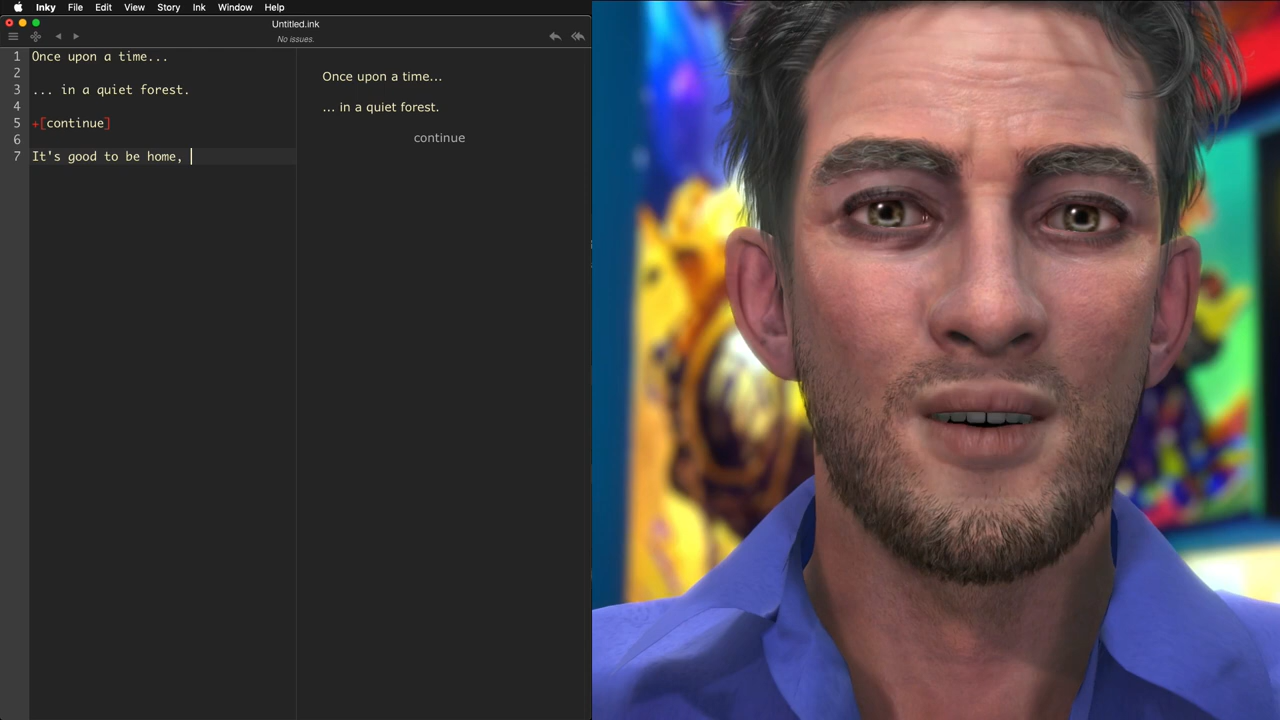 Inky File Edit View Story Ink Window Help
Untitled.ink
No issues.
1 Once upon a time...
2
3 ... in a quiet forest.
4
5 +[continue]
6
7 It's good to be home,
Once upon a time…
… in a quiet forest.
continue